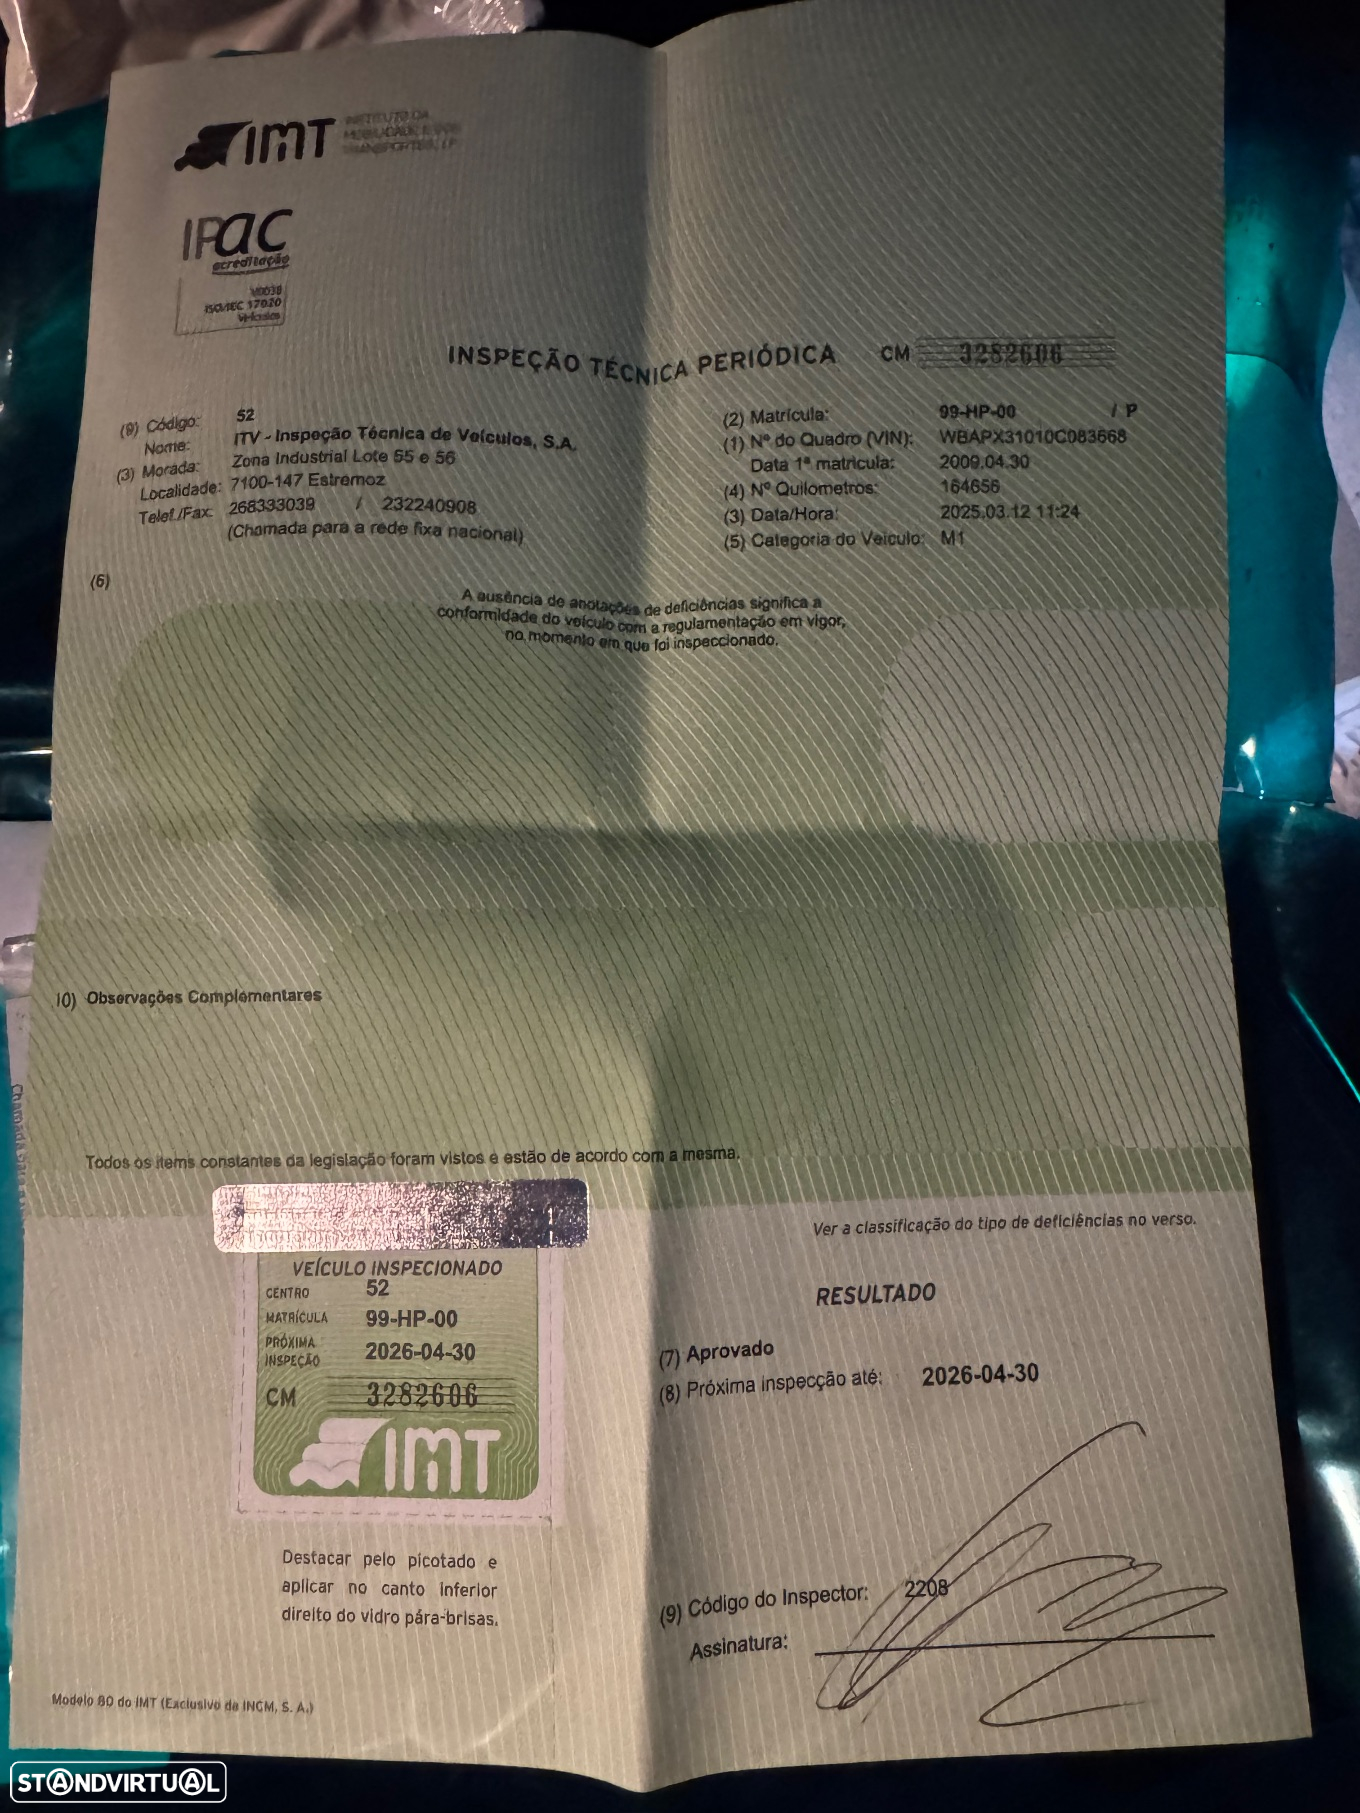 IMT INSTITUTO DA
MOBILIDADE E DOS
TRANSPORTES, I.P.
IPac
acreditação
ISO/IEC 17020
Veículos
INSPEÇÃO TÉCNICA PERIÓDICA CM 3282606
(9) Código: 52
Nome: ITV - Inspeção Técnica de Veículos, S.A.
(3) Morada: Zona Industrial Lote 55 e 56
Localidade: 7100-147 Estremoz
Telef./Fax: 268333039 / 232240908
(Chamada para a rede fixa nacional)
(2) Matrícula: 99-HP-00 / P
(1) Nº do Quadro (VIN): WBAPX31010C083668
Data 1ª matrícula: 2009.04.30
(4) Nº Quilometros: 164656
(3) Data/Hora: 2025.03.12 11:24
(5) Categoria do Veiculo: M1
(6)
A ausência de anotações de deficiências significa a
conformidade do veículo com a regulamentação em vigor,
no momento em que foi inspeccionado.
10) Observações Complementares
Todos os itens constantes da legislação foram vistos e estão de acordo com a mesma.
VEÍCULO INSPECIONADO
CENTRO 52
MATRÍCULA 99-HP-00
PRÓXIMA
INSPEÇÃO 2026-04-30
CM 3282606
IMT
Destacar pelo picotado e
aplicar no canto inferior
direito do vidro pára-brisas.
Modelo 80 do IMT (Exclusivo da INCM, S. A.)
Ver a classificação do tipo de deficiências no verso.
RESULTADO
(7) Aprovado
(8) Próxima inspecção até: 2026-04-30
(9) Código do Inspector: 2208
Assinatura:
STANDVIRTUAL